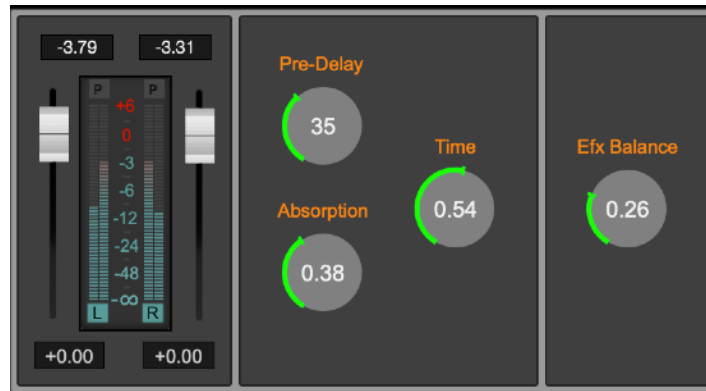 -3.79
-3.31
P
P
+6
0
-3
-6
-12
-24
-48
-∞
L
R
+0.00
+0.00
Pre-Delay
35
Absorption
0.38
Time
0.54
Efx Balance
0.26